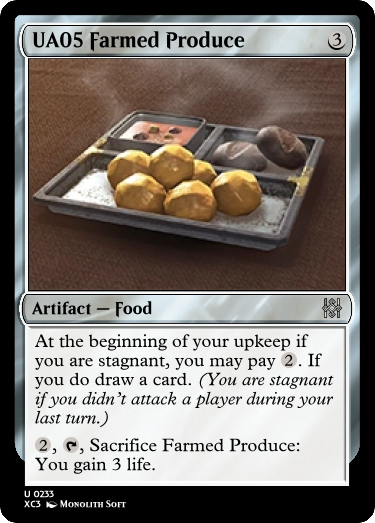 UA05 Farmed Produce 3
Artifact — Food
At the beginning of your upkeep if
you are stagnant, you may pay 2. If
you do draw a card. (You are stagnant
if you didn't attack a player during your
last turn.)
2, , Sacrifice Farmed Produce:
You gain 3 life.
U 0233
XC3 Monolith Soft